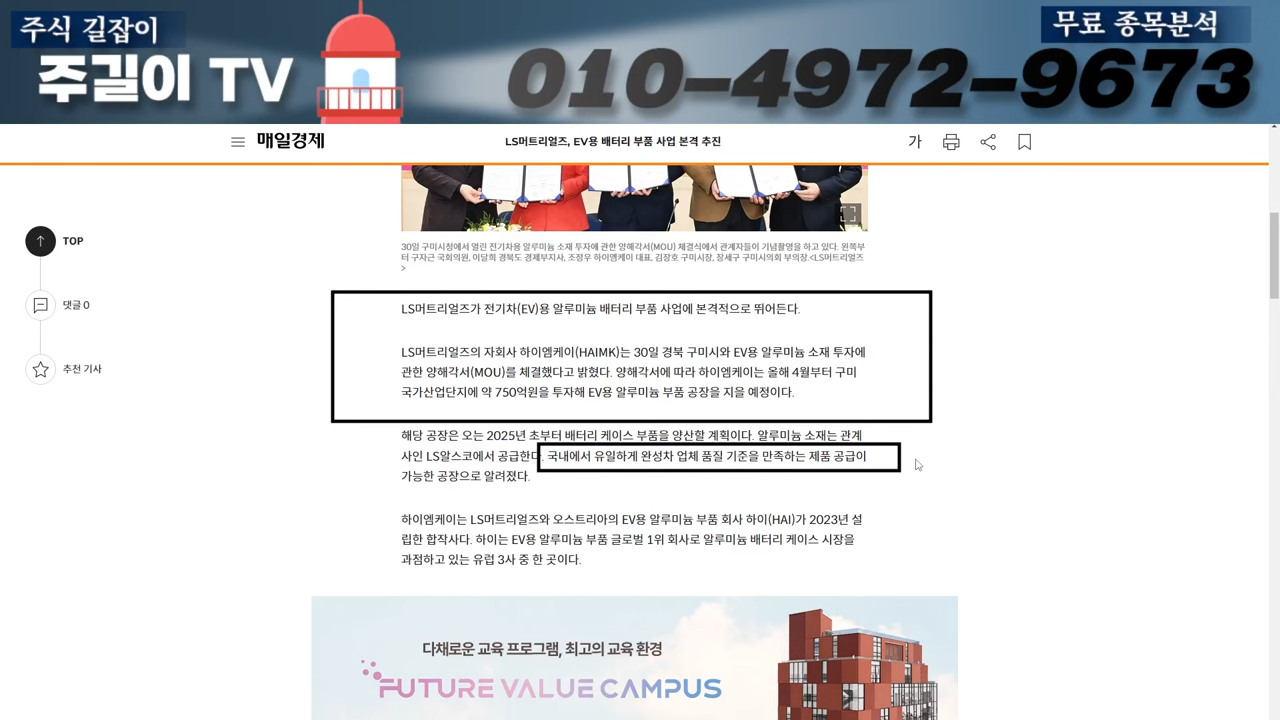 주식 길잡이
주길이 TV
무료 종목분석
010-4972-9673
매일경제
LS머트리얼즈, EV용 배터리 부품 사업 본격 추진
가
TOP
댓글 0
추천 기사
30일 구미시청에서 열린 전기차용 알루미늄 소재 투자에 관한 양해각서(MOU) 체결식에서 관계자들이 기념촬영을 하고 있다. 왼쪽부
터 구자근 국회의원, 이달희 경북도 경제부지사, 조정우 하이엠케이 대표, 김장호 구미시장, 장세구 구미시의회 부의장.<LS머트리얼즈
>
LS머트리얼즈가 전기차(EV)용 알루미늄 배터리 부품 사업에 본격적으로 뛰어든다.
LS머트리얼즈의 자회사 하이엠케이(HAIMK)는 30일 경북 구미시와 EV용 알루미늄 소재 투자에
관한 양해각서(MOU)를 체결했다고 밝혔다. 양해각서에 따라 하이엠케이는 올해 4월부터 구미
국가산업단지에 약 750억원을 투자해 EV용 알루미늄 부품 공장을 지을 예정이다.
해당 공장은 오는 2025년 초부터 배터리 케이스 부품을 양산할 계획이다. 알루미늄 소재는 관계
사인 LS알스코에서 공급한다. 국내에서 유일하게 완성차 업체 품질 기준을 만족하는 제품 공급이
가능한 공장으로 알려졌다.
하이엠케이는 LS머트리얼즈와 오스트리아의 EV용 알루미늄 부품 회사 하이(HAI)가 2023년 설
립한 합작사다. 하이는 EV용 알루미늄 부품 글로벌 1위 회사로 알루미늄 배터리 케이스 시장을
과점하고 있는 유럽 3사 중 한 곳이다.
다채로운 교육 프로그램, 최고의 교육 환경
FUTURE VALUE CAMPUS